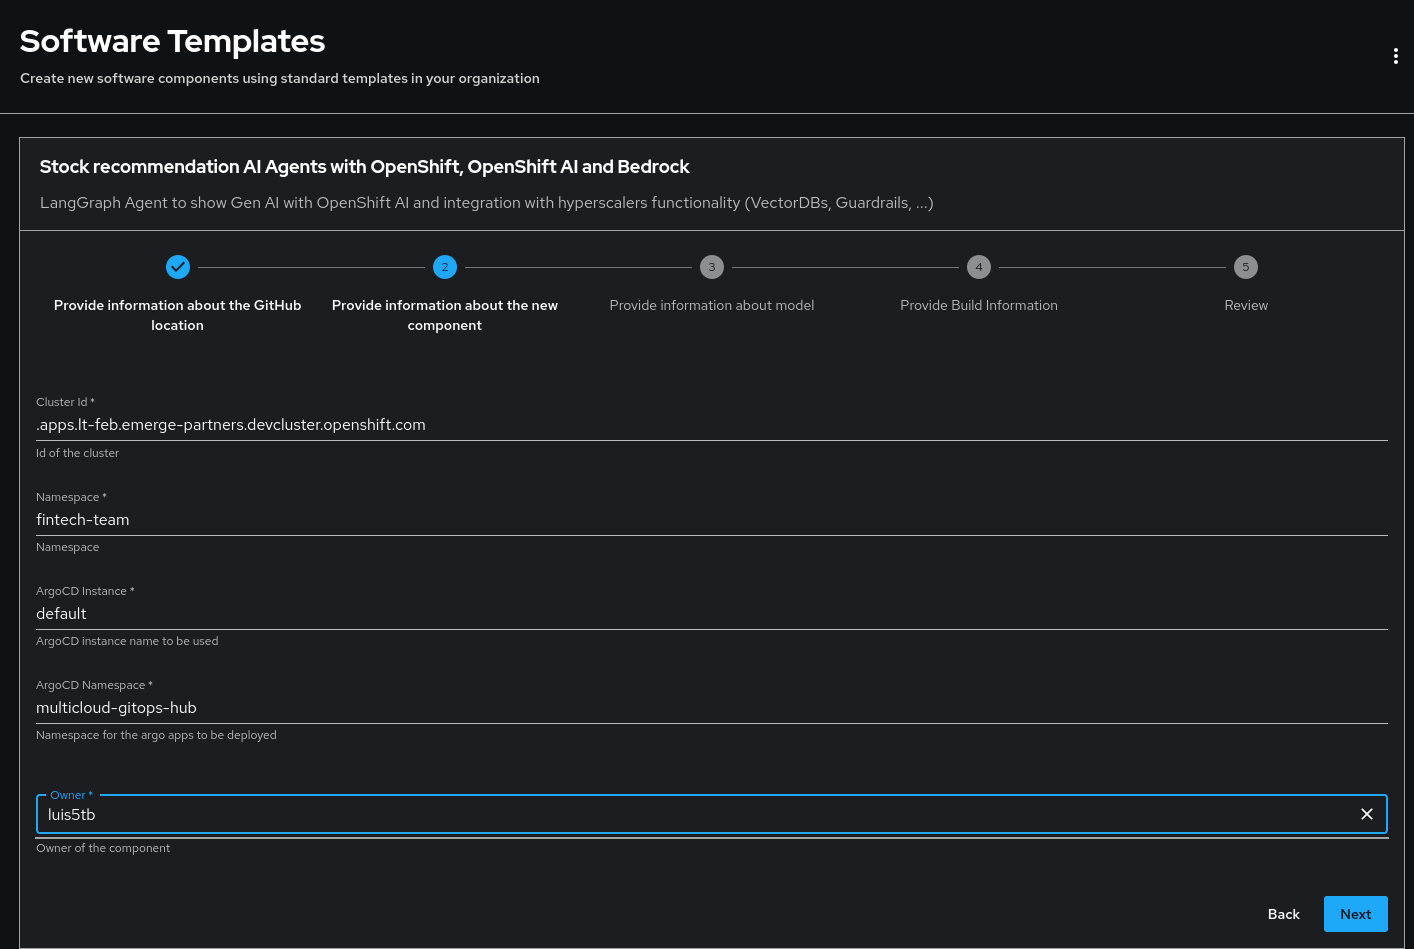 Software Templates
Create new software components using standard templates in your organization
Stock recommendation AI Agents with OpenShift, OpenShift AI and Bedrock
LangGraph Agent to show Gen AI with OpenShift AI and integration with hyperscalers functionality (VectorDBs, Guardrails, ...)
2
3
4
5
Provide information about the GitHub
location
Provide information about the new
component
Provide information about model
Provide Build Information
Review
Cluster Id *
.apps.lt-feb.emerge-partners.devcluster.openshift.com
Id of the cluster
Namespace *
fintech-team
Namespace
ArgoCD Instance *
default
ArgoCD instance name to be used
ArgoCD Namespace *
multicloud-gitops-hub
Namespace for the argo apps to be deployed
Owner *
luis5tb
Owner of the component
Back
Next